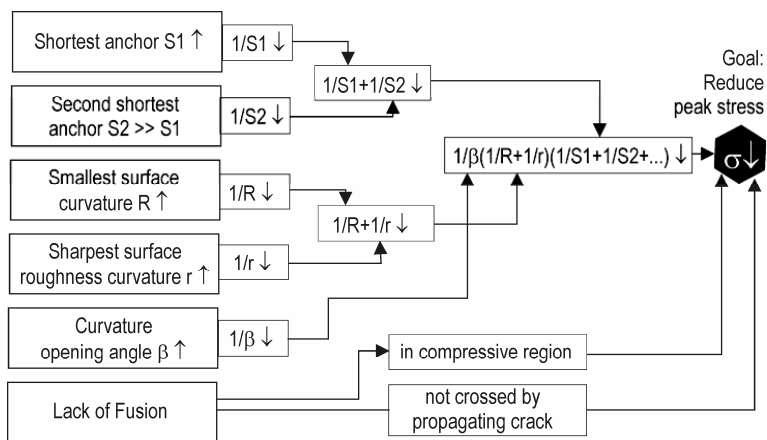 Shortest anchor S1 ↑
1/S1 ↓
1/S1+1/S2 ↓
Goal:
Reduce
peak stress
Second shortest
anchor S2 >> S1
1/S2 ↓
1/β(1/R+1/r)(1/S1+1/S2+...) ↓
σ↓
Smallest surface
curvature R ↑
1/R ↓
1/R+1/r ↓
Sharpest surface
roughness curvature r ↑
1/r ↓
Curvature
opening angle β ↑
1/β ↓
in compressive region
Lack of Fusion
not crossed by
propagating crack